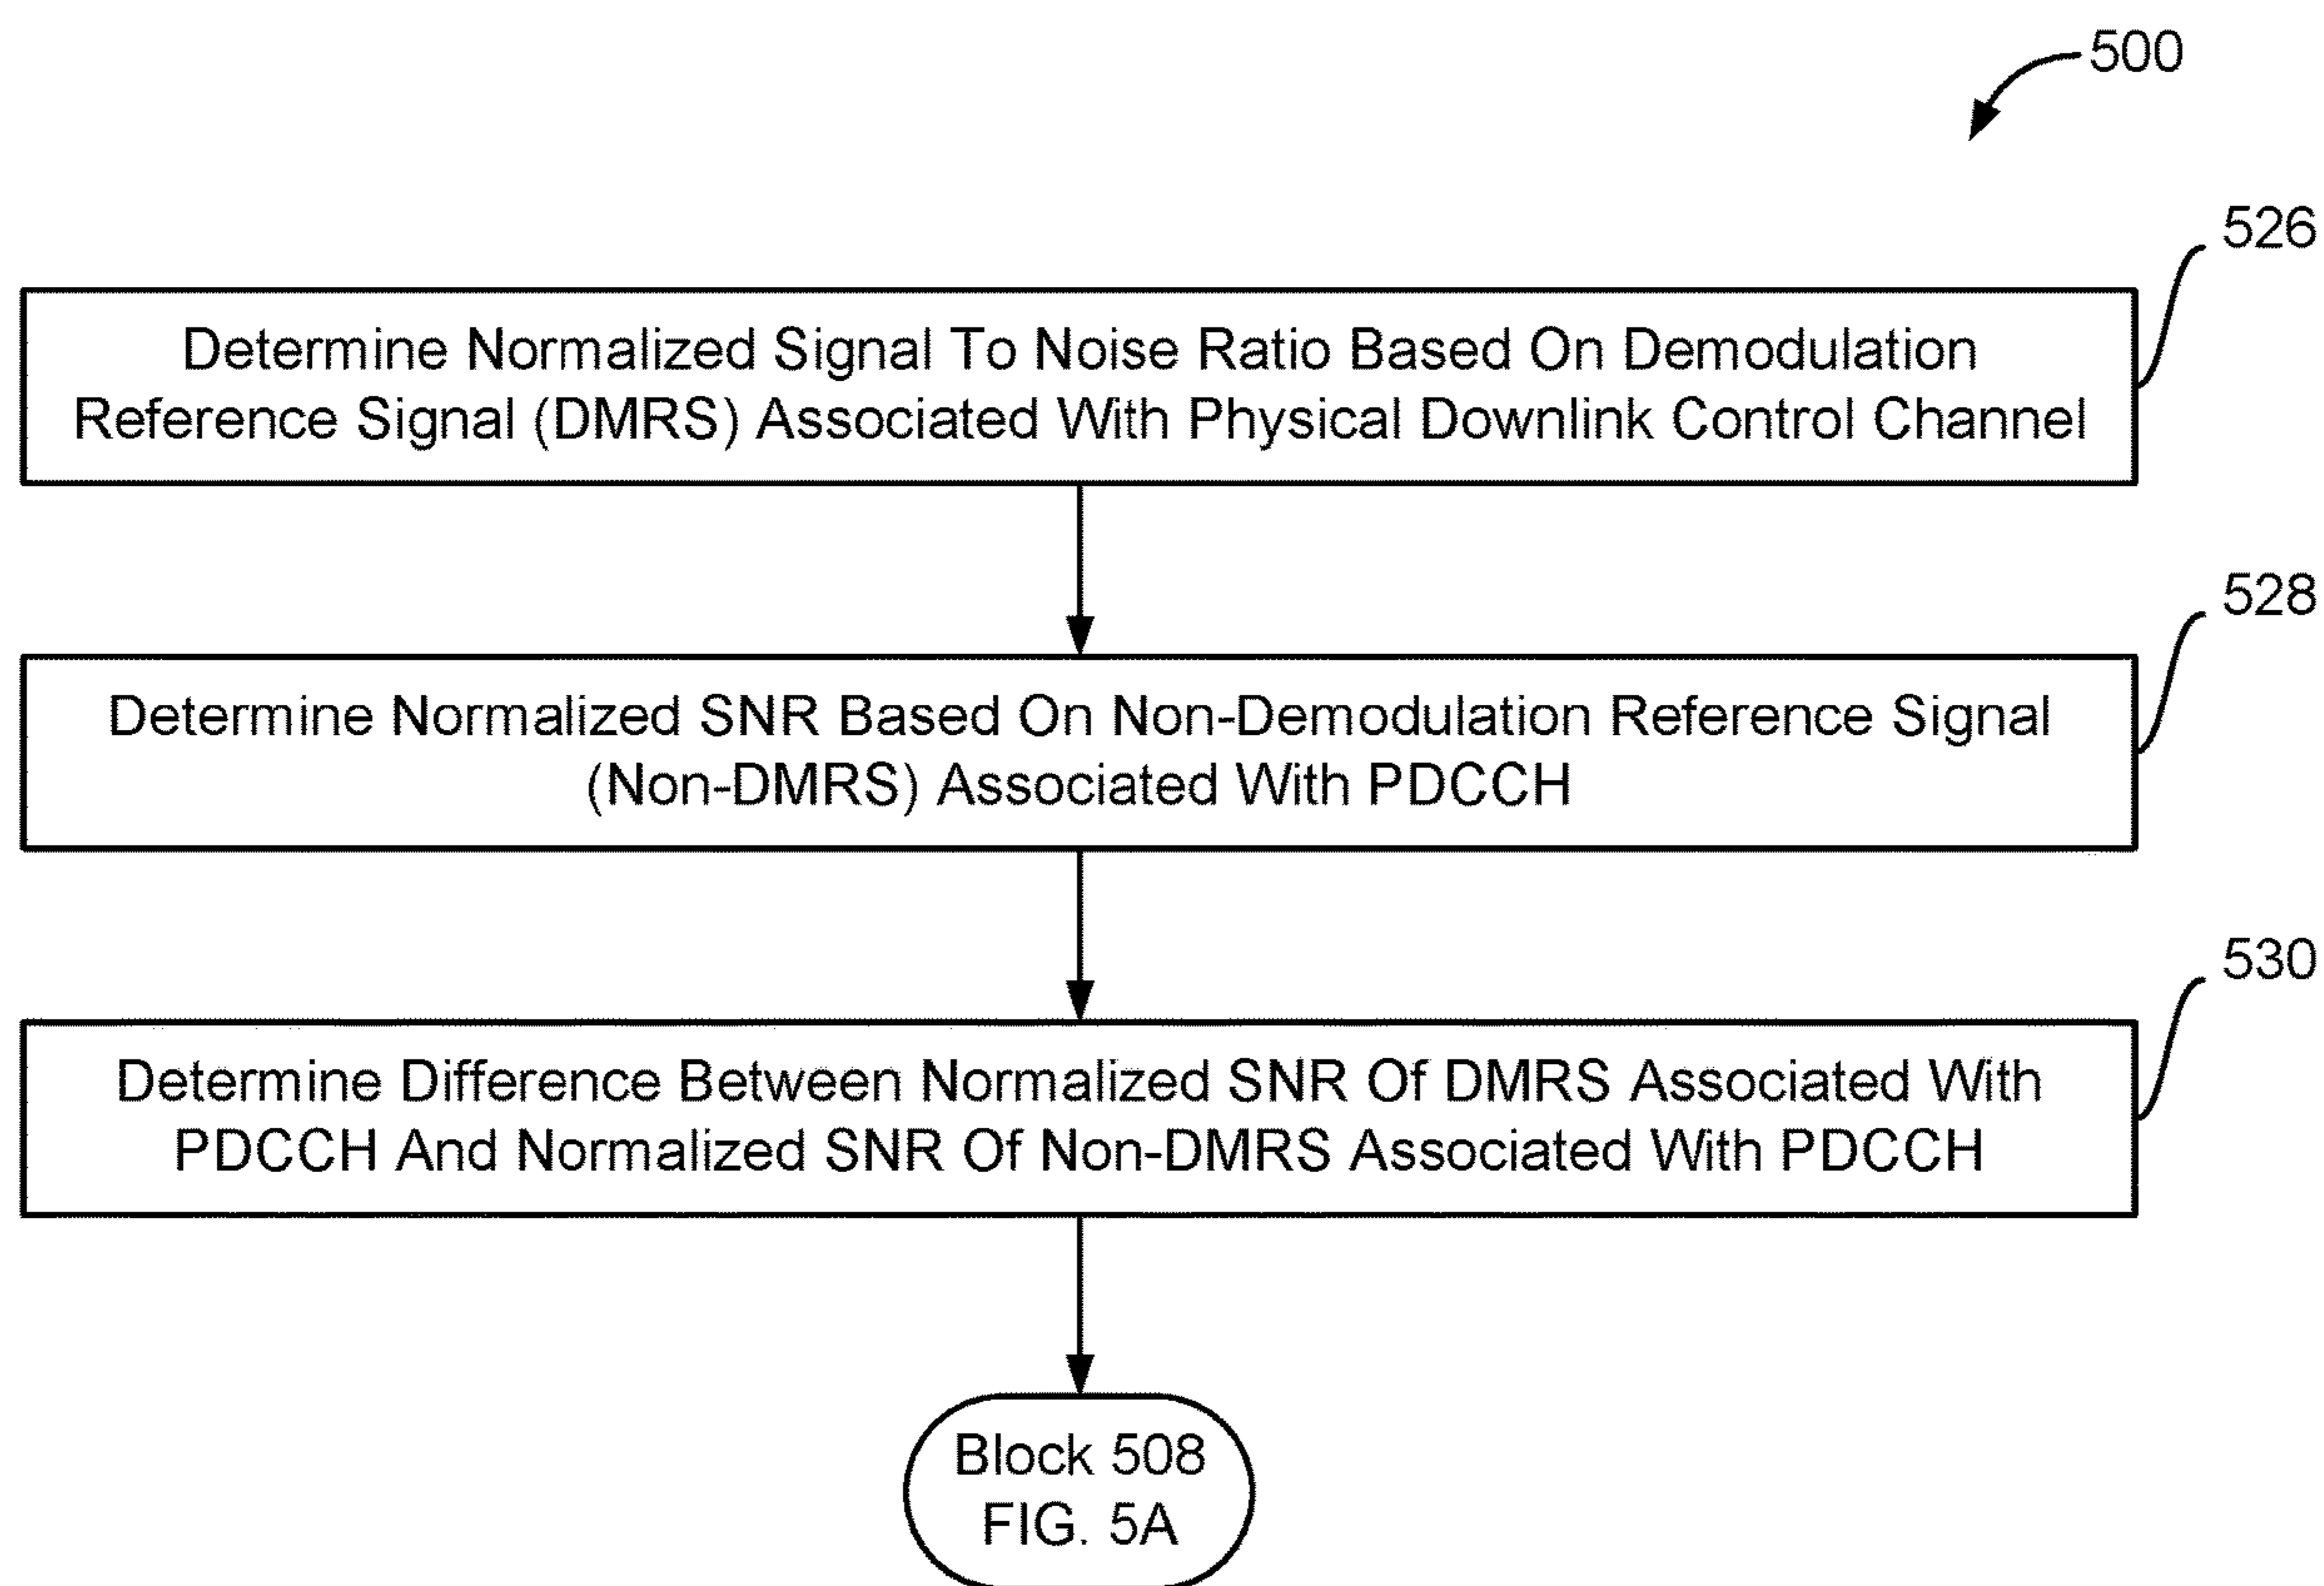 500
526
Determine Normalized Signal To Noise Ratio Based On Demodulation
Reference Signal (DMRS) Associated With Physical Downlink Control Channel
528
Determine Normalized SNR Based On Non-Demodulation Reference Signal
(Non-DMRS) Associated With PDCCH
530
Determine Difference Between Normalized SNR Of DMRS Associated With
PDCCH And Normalized SNR Of Non-DMRS Associated With PDCCH
Block 508
FIG. 5A